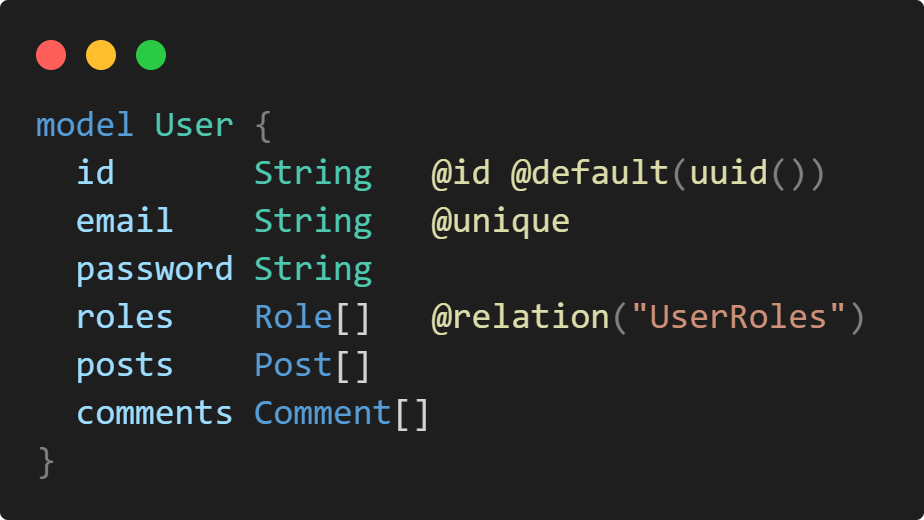 model User {
  id       String   @id @default(uuid())
  email    String   @unique
  password String
  roles    Role[]   @relation("UserRoles")
  posts    Post[]
  comments Comment[]
}